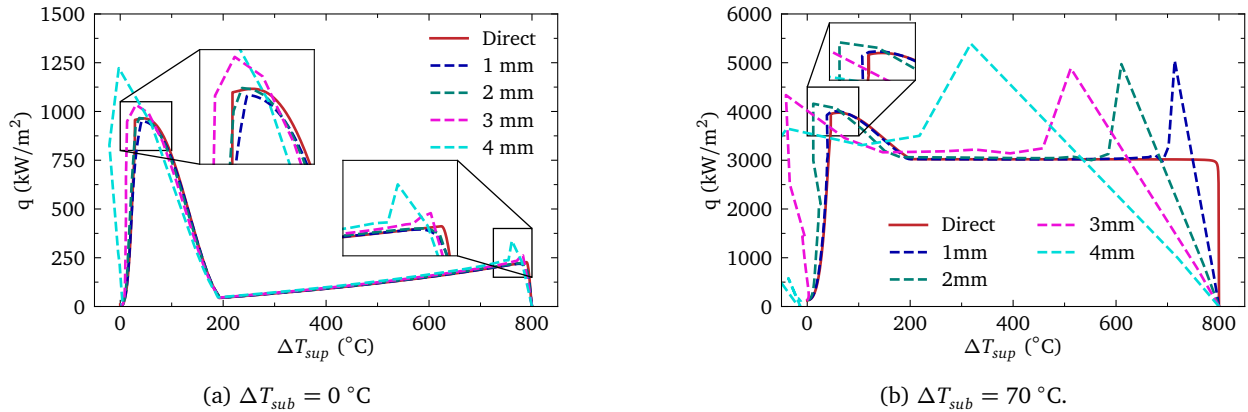 1250
1000
750
500
250
0
q (kW/m²)
0 200 400 600 800
ΔT_sup (°C)
Direct
1 mm
2 mm
3 mm
4 mm
(a) ΔT_sub = 0 °C
6000
5000
4000
3000
2000
1000
0
q (kW/m²)
0 200 400 600 800
ΔT_sup (°C)
Direct
1mm
2mm
3mm
4mm
(b) ΔT_sub = 70 °C.